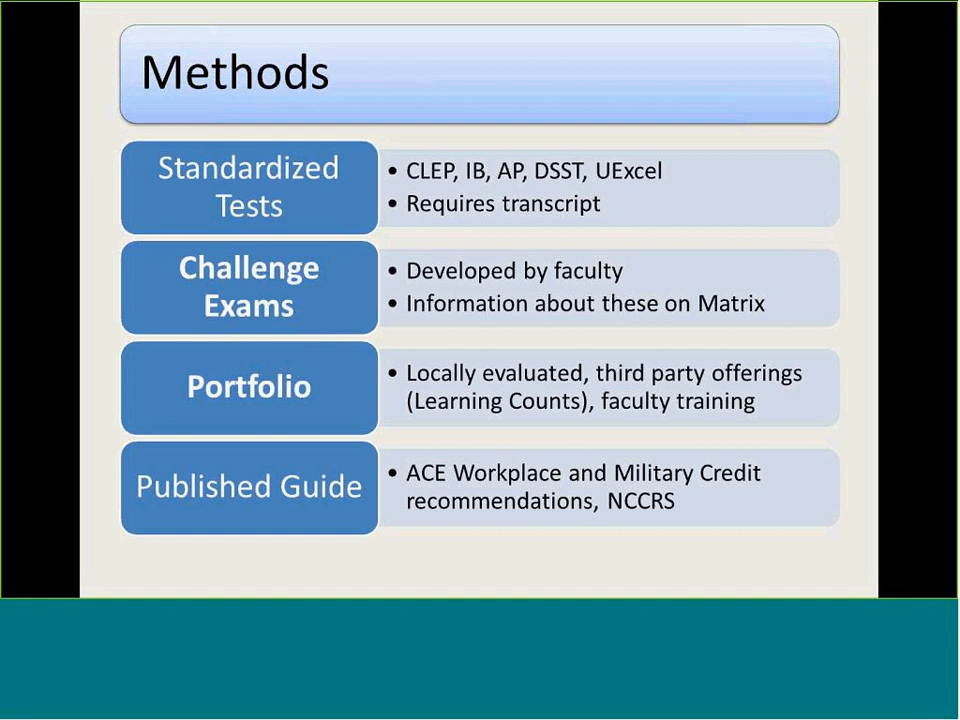 Methods
Standardized
Tests
• CLEP, IB, AP, DSST, UExcel
• Requires transcript
Challenge
Exams
• Developed by faculty
• Information about these on Matrix
Portfolio
• Locally evaluated, third party offerings
(Learning Counts), faculty training
Published Guide
• ACE Workplace and Military Credit
recommendations, NCCRS